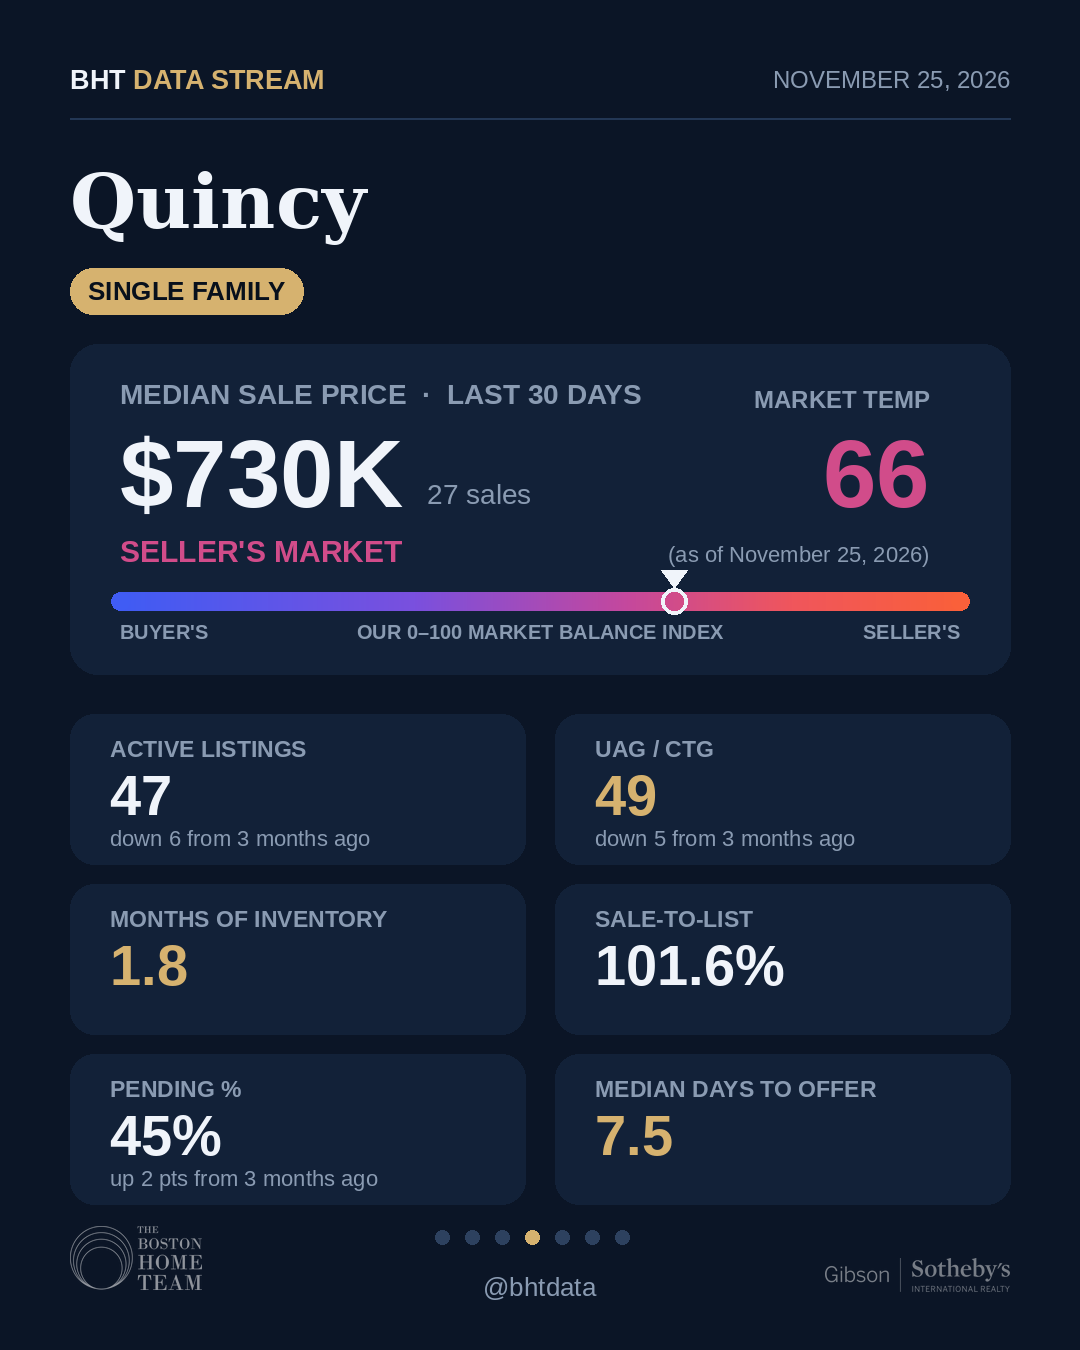 BHT DATA STREAM
NOVEMBER 25, 2026
Quincy
SINGLE FAMILY
MEDIAN SALE PRICE · LAST 30 DAYS
MARKET TEMP
$730K 27 sales
66
SELLER'S MARKET
(as of November 25, 2026)
BUYER'S
OUR 0–100 MARKET BALANCE INDEX
SELLER'S
ACTIVE LISTINGS
47
down 6 from 3 months ago
UAG / CTG
49
down 5 from 3 months ago
MONTHS OF INVENTORY
1.8
SALE-TO-LIST
101.6%
PENDING %
45%
up 2 pts from 3 months ago
MEDIAN DAYS TO OFFER
7.5
THE
BOSTON
HOME
TEAM
@bhtdata
Gibson
Sotheby's
INTERNATIONAL REALTY